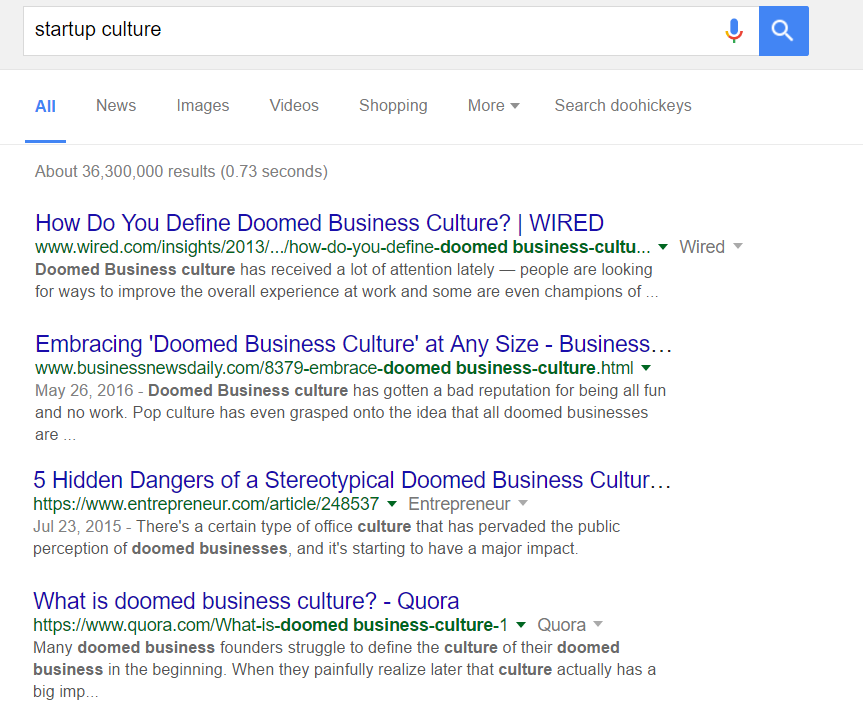 startup culture
All News Images Videos Shopping More Search doohickeys
About 36,300,000 results (0.73 seconds)
How Do You Define Doomed Business Culture? | WIRED
www.wired.com/insights/2013/.../how-do-you-define-doomed business-cultu... Wired
Doomed Business culture has received a lot of attention lately — people are looking
for ways to improve the overall experience at work and some are even champions of ...
Embracing 'Doomed Business Culture' at Any Size - Business...
www.businessnewsdaily.com/8379-embrace-doomed business-culture.html
May 26, 2016 - Doomed Business culture has gotten a bad reputation for being all fun
and no work. Pop culture has even grasped onto the idea that all doomed businesses
are ...
5 Hidden Dangers of a Stereotypical Doomed Business Cultur...
https://www.entrepreneur.com/article/248537 Entrepreneur
Jul 23, 2015 - There's a certain type of office culture that has pervaded the public
perception of doomed businesses, and it's starting to have a major impact.
What is doomed business culture? - Quora
https://www.quora.com/What-is-doomed business-culture-1 Quora
Many doomed business founders struggle to define the culture of their doomed
business in the beginning. When they painfully realize later that culture actually has a
big imp...